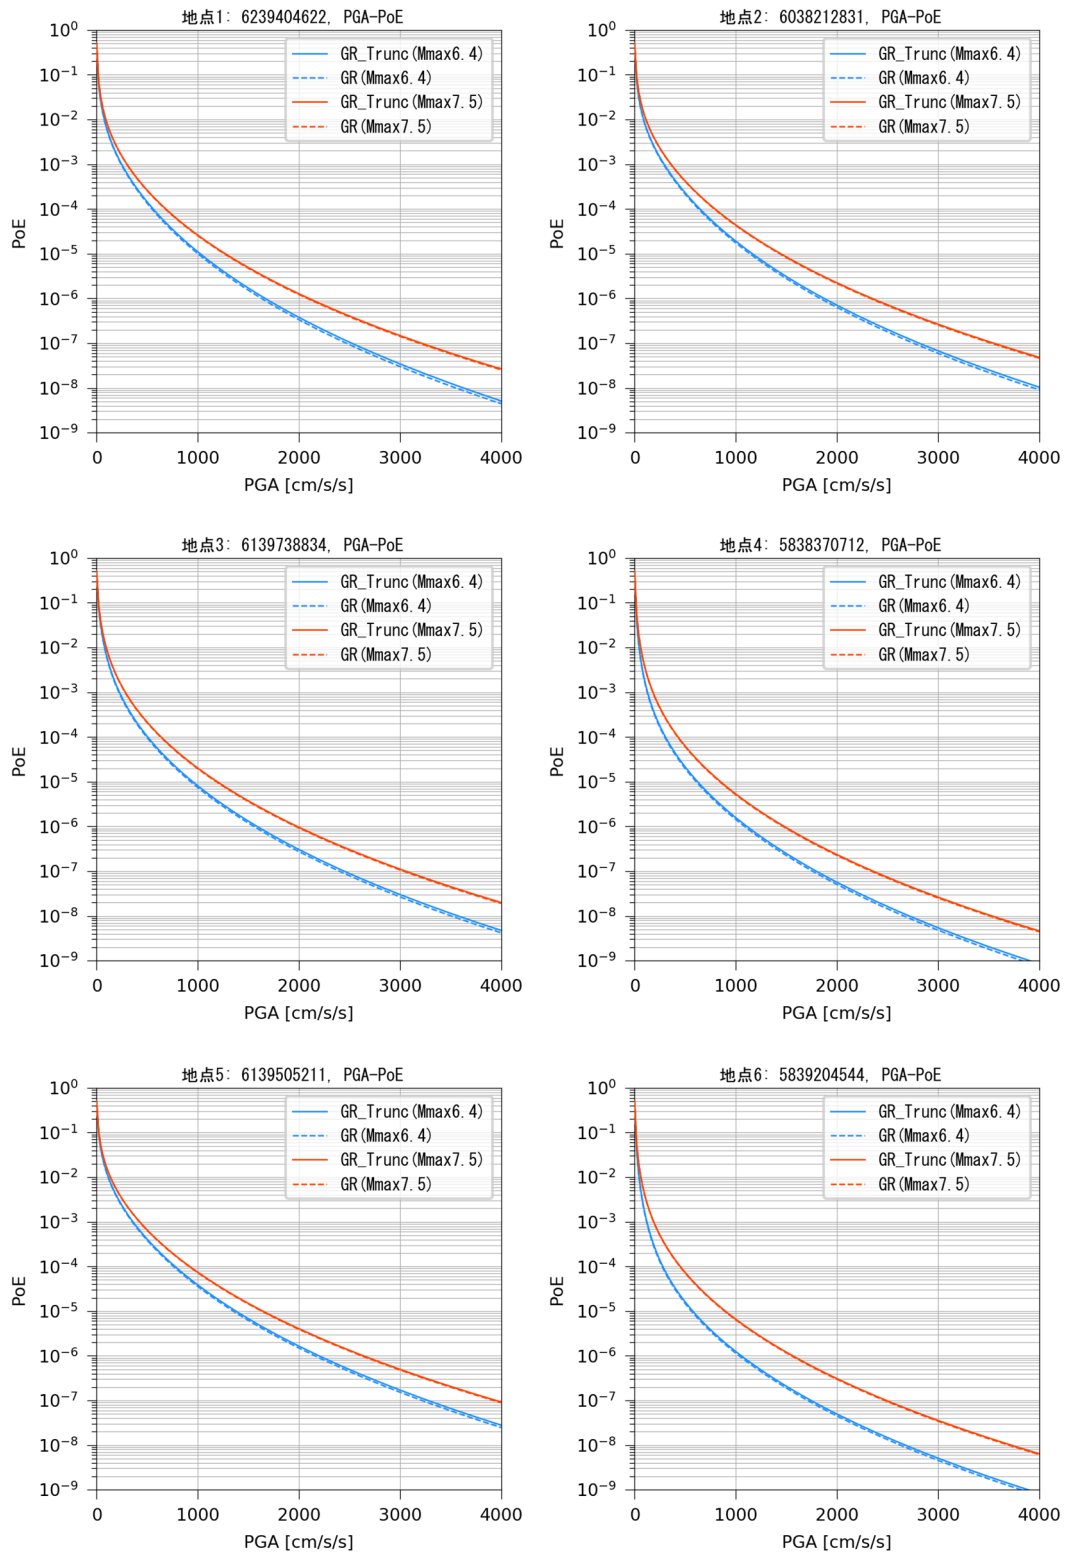 地点1: 6239404622, PGA-PoE
10⁰
10⁻¹
10⁻²
10⁻³
10⁻⁴
10⁻⁵
10⁻⁶
10⁻⁷
10⁻⁸
10⁻⁹
PoE
GR_Trunc(Mmax6.4)
GR(Mmax6.4)
GR_Trunc(Mmax7.5)
GR(Mmax7.5)
0 1000 2000 3000 4000
PGA [cm/s/s]
地点2: 6038212831, PGA-PoE
10⁰
10⁻¹
10⁻²
10⁻³
10⁻⁴
10⁻⁵
10⁻⁶
10⁻⁷
10⁻⁸
10⁻⁹
PoE
GR_Trunc(Mmax6.4)
GR(Mmax6.4)
GR_Trunc(Mmax7.5)
GR(Mmax7.5)
0 1000 2000 3000 4000
PGA [cm/s/s]
地点3: 6139738834, PGA-PoE
10⁰
10⁻¹
10⁻²
10⁻³
10⁻⁴
10⁻⁵
10⁻⁶
10⁻⁷
10⁻⁸
10⁻⁹
PoE
GR_Trunc(Mmax6.4)
GR(Mmax6.4)
GR_Trunc(Mmax7.5)
GR(Mmax7.5)
0 1000 2000 3000 4000
PGA [cm/s/s]
地点4: 5838370712, PGA-PoE
10⁰
10⁻¹
10⁻²
10⁻³
10⁻⁴
10⁻⁵
10⁻⁶
10⁻⁷
10⁻⁸
10⁻⁹
PoE
GR_Trunc(Mmax6.4)
GR(Mmax6.4)
GR_Trunc(Mmax7.5)
GR(Mmax7.5)
0 1000 2000 3000 4000
PGA [cm/s/s]
地点5: 6139505211, PGA-PoE
10⁰
10⁻¹
10⁻²
10⁻³
10⁻⁴
10⁻⁵
10⁻⁶
10⁻⁷
10⁻⁸
10⁻⁹
PoE
GR_Trunc(Mmax6.4)
GR(Mmax6.4)
GR_Trunc(Mmax7.5)
GR(Mmax7.5)
0 1000 2000 3000 4000
PGA [cm/s/s]
地点6: 5839204544, PGA-PoE
10⁰
10⁻¹
10⁻²
10⁻³
10⁻⁴
10⁻⁵
10⁻⁶
10⁻⁷
10⁻⁸
10⁻⁹
PoE
GR_Trunc(Mmax6.4)
GR(Mmax6.4)
GR_Trunc(Mmax7.5)
GR(Mmax7.5)
0 1000 2000 3000 4000
PGA [cm/s/s]